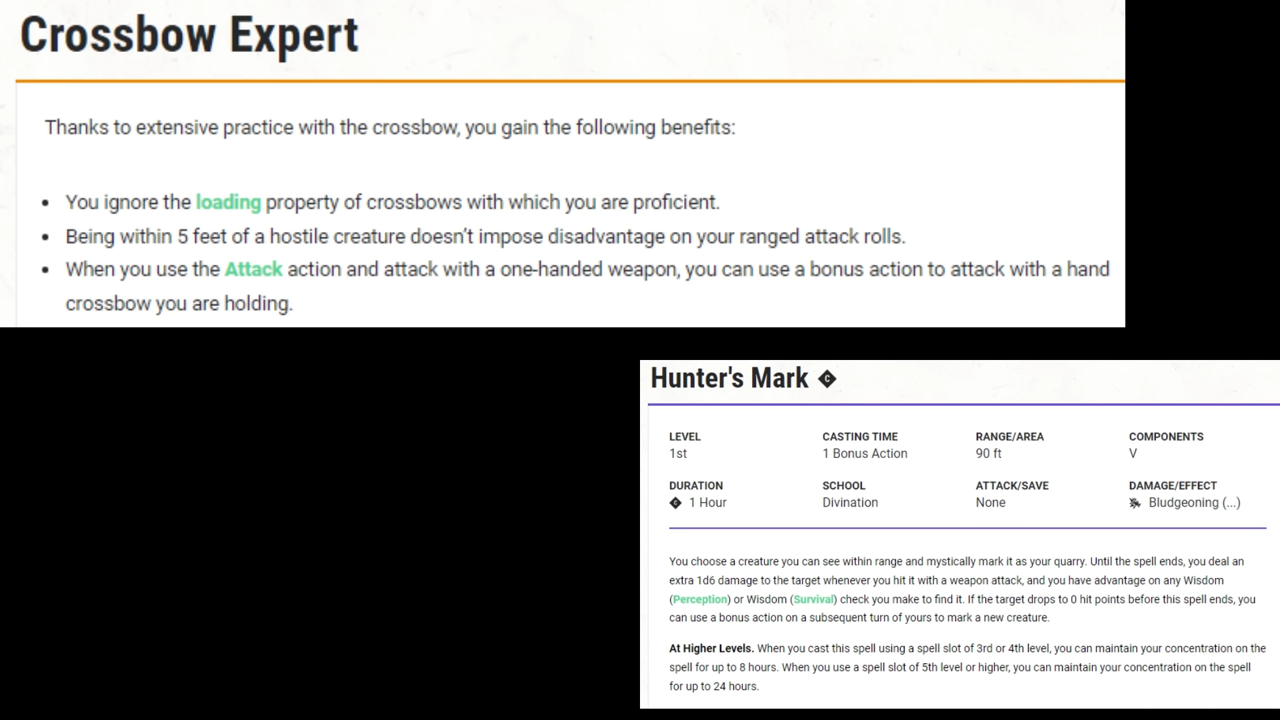 Crossbow Expert
Thanks to extensive practice with the crossbow, you gain the following benefits:
• You ignore the loading property of crossbows with which you are proficient.
• Being within 5 feet of a hostile creature doesn’t impose disadvantage on your ranged attack rolls.
• When you use the Attack action and attack with a one-handed weapon, you can use a bonus action to attack with a hand
crossbow you are holding.
Hunter's Mark C
LEVEL CASTING TIME RANGE/AREA COMPONENTS
1st 1 Bonus Action 90 ft V
DURATION SCHOOL ATTACK/SAVE DAMAGE/EFFECT
C 1 Hour Divination None Bludgeoning (...)
You choose a creature you can see within range and mystically mark it as your quarry. Until the spell ends, you deal an
extra 1d6 damage to the target whenever you hit it with a weapon attack, and you have advantage on any Wisdom
(Perception) or Wisdom (Survival) check you make to find it. If the target drops to 0 hit points before this spell ends, you
can use a bonus action on a subsequent turn of yours to mark a new creature.
At Higher Levels. When you cast this spell using a spell slot of 3rd or 4th level, you can maintain your concentration on the
spell for up to 8 hours. When you use a spell slot of 5th level or higher, you can maintain your concentration on the spell
for up to 24 hours.